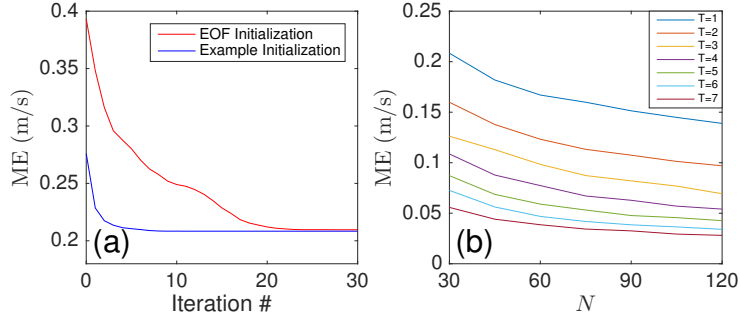 0.4
0.35
0.3
0.25
0.2
ME (m/s)
EOF Initialization
Example Initialization
(a)
0
10
20
30
Iteration #
0.25
0.2
0.15
0.1
0.05
0
ME (m/s)
T=1
T=2
T=3
T=4
T=5
T=6
T=7
(b)
30
60
90
120
N